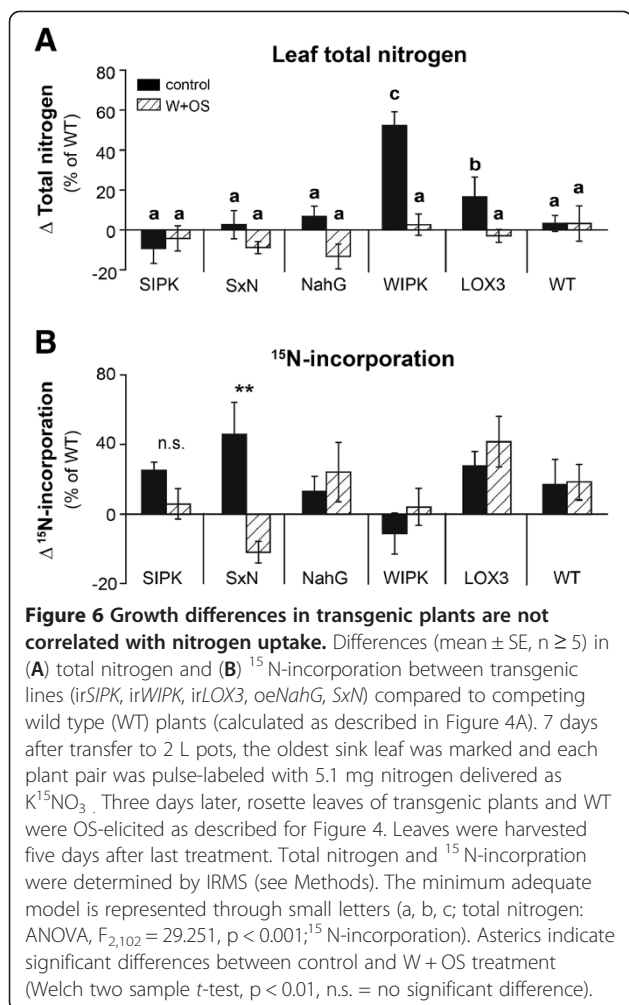 A
Leaf total nitrogen
Δ Total nitrogen
(% of WT)
80
60
40
20
0
-20
control
W+OS
a a
a a
a a
c a
b a
a a
SIPK SxN NahG WIPK LOX3 WT
B
¹⁵N-incorporation
Δ ¹⁵N-incorporation
(% of WT)
80
40
0
-20
n.s.
**
SIPK SxN NahG WIPK LOX3 WT
Figure 6 Growth differences in transgenic plants are not
correlated with nitrogen uptake. Differences (mean ± SE, n ≥ 5) in
(A) total nitrogen and (B) ¹⁵ N-incorporation between transgenic
lines (irSIPK, irWIPK, irLOX3, oeNahG, SxN) compared to competing
wild type (WT) plants (calculated as described in Figure 4A). 7 days
after transfer to 2 L pots, the oldest sink leaf was marked and each
plant pair was pulse-labeled with 5.1 mg nitrogen delivered as
K¹⁵NO₃ . Three days later, rosette leaves of transgenic plants and WT
were OS-elicited as described for Figure 4. Leaves were harvested
five days after last treatment. Total nitrogen and ¹⁵ N-incorpration
were determined by IRMS (see Methods). The minimum adequate
model is represented through small letters (a, b, c; total nitrogen:
ANOVA, F₂,₁₀₂ = 29.251, p < 0.001;¹⁵ N-incorporation). Asterics indicate
significant differences between control and W + OS treatment
(Welch two sample t-test, p < 0.01, n.s. = no significant difference).